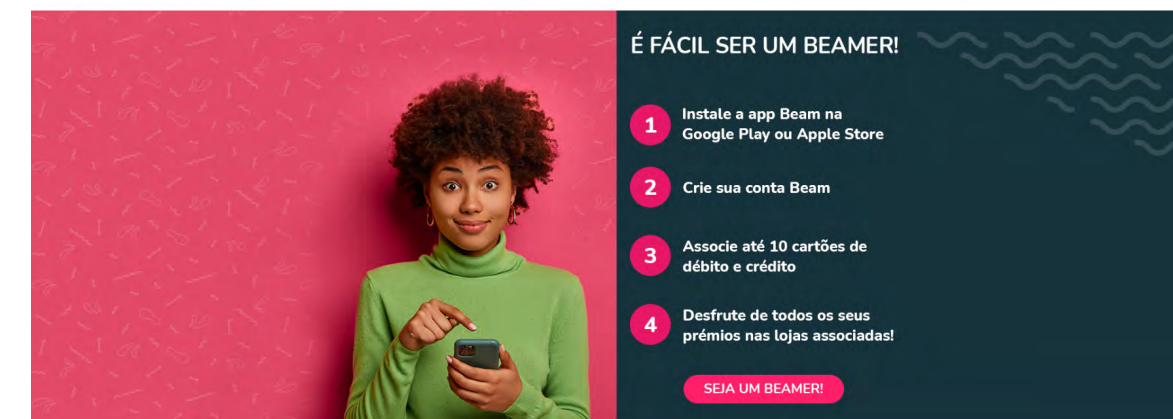 É FÁCIL SER UM BEAMER!
1
Instale a app Beam na
Google Play ou Apple Store
2
Crie sua conta Beam
3
Associe até 10 cartões de
débito e crédito
4
Desfrute de todos os seus
prémios nas lojas associadas!
SEJA UM BEAMER!